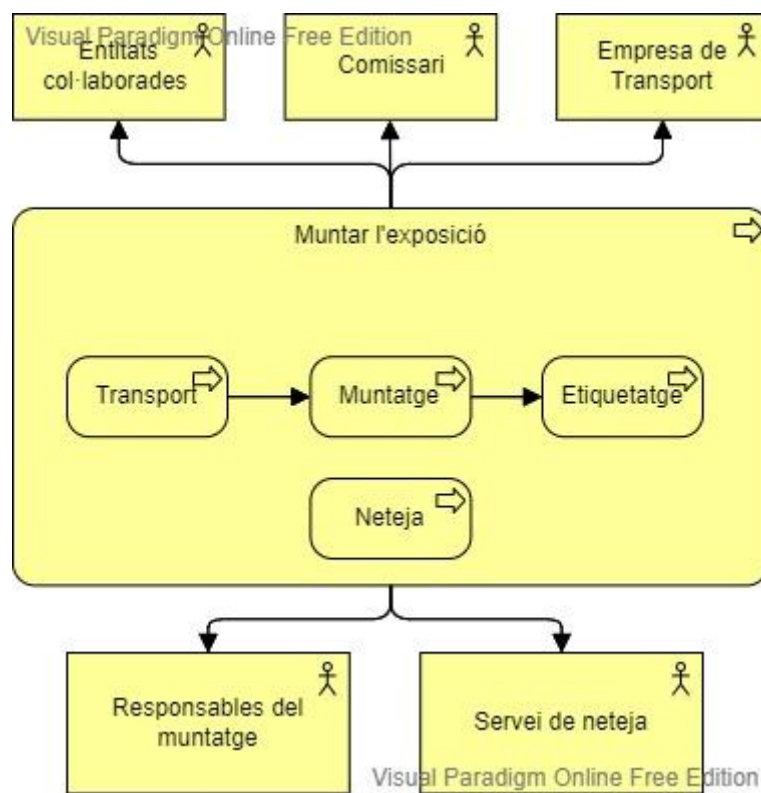 Visual Paradigm Online Free Edition
Entitats
col·laborades
Comissari
Empresa de
Transport
Muntar l'exposició
Transport
Muntatge
Etiquetatge
Neteja
Responsables del
muntatge
Servei de neteja
Visual Paradigm Online Free Edition